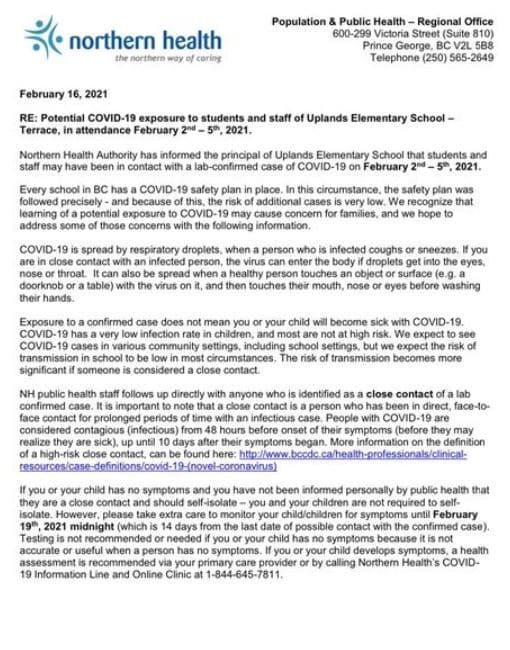 northern health
the northern way of caring
Population & Public Health – Regional Office
600-299 Victoria Street (Suite 810)
Prince George, BC V2L 5B8
Telephone (250) 565-2649
February 16, 2021
RE: Potential COVID-19 exposure to students and staff of Uplands Elementary School –
Terrace, in attendance February 2nd – 5th, 2021.
Northern Health Authority has informed the principal of Uplands Elementary School that students and
staff may have been in contact with a lab-confirmed case of COVID-19 on February 2nd – 5th, 2021.
Every school in BC has a COVID-19 safety plan in place. In this circumstance, the safety plan was
followed precisely - and because of this, the risk of additional cases is very low. We recognize that
learning of a potential exposure to COVID-19 may cause concern for families, and we hope to
address some of those concerns with the following information.
COVID-19 is spread by respiratory droplets, when a person who is infected coughs or sneezes. If you
are in close contact with an infected person, the virus can enter the body if droplets get into the eyes,
nose or throat. It can also be spread when a healthy person touches an object or surface (e.g. a
doorknob or a table) with the virus on it, and then touches their mouth, nose or eyes before washing
their hands.
Exposure to a confirmed case does not mean you or your child will become sick with COVID-19.
COVID-19 has a very low infection rate in children, and most are not at high risk. We expect to see
COVID-19 cases in various community settings, including school settings, but we expect the risk of
transmission in school to be low in most circumstances. The risk of transmission becomes more
significant if someone is considered a close contact.
NH public health staff follows up directly with anyone who is identified as a close contact of a lab
confirmed case. It is important to note that a close contact is a person who has been in direct, face-to-
face contact for prolonged periods of time with an infectious case. People with COVID-19 are
considered contagious (infectious) from 48 hours before onset of their symptoms (before they may
realize they are sick), up until 10 days after their symptoms began. More information on the definition
of a high-risk close contact, can be found here: http://www.bccdc.ca/health-professionals/clinical-
resources/case-definitions/covid-19-(novel-coronavirus)
If you or your child has no symptoms and you have not been informed personally by public health that
they are a close contact and should self-isolate – you and your children are not required to self-
isolate. However, please take extra care to monitor your child/children for symptoms until February
19th, 2021 midnight (which is 14 days from the last date of possible contact with the confirmed case).
Testing is not recommended or needed if you or your child has no symptoms because it is not
accurate or useful when a person has no symptoms. If you or your child develops symptoms, a health
assessment is recommended via your primary care provider or by calling Northern Health's COVID-
19 Information Line and Online Clinic at 1-844-645-7811.